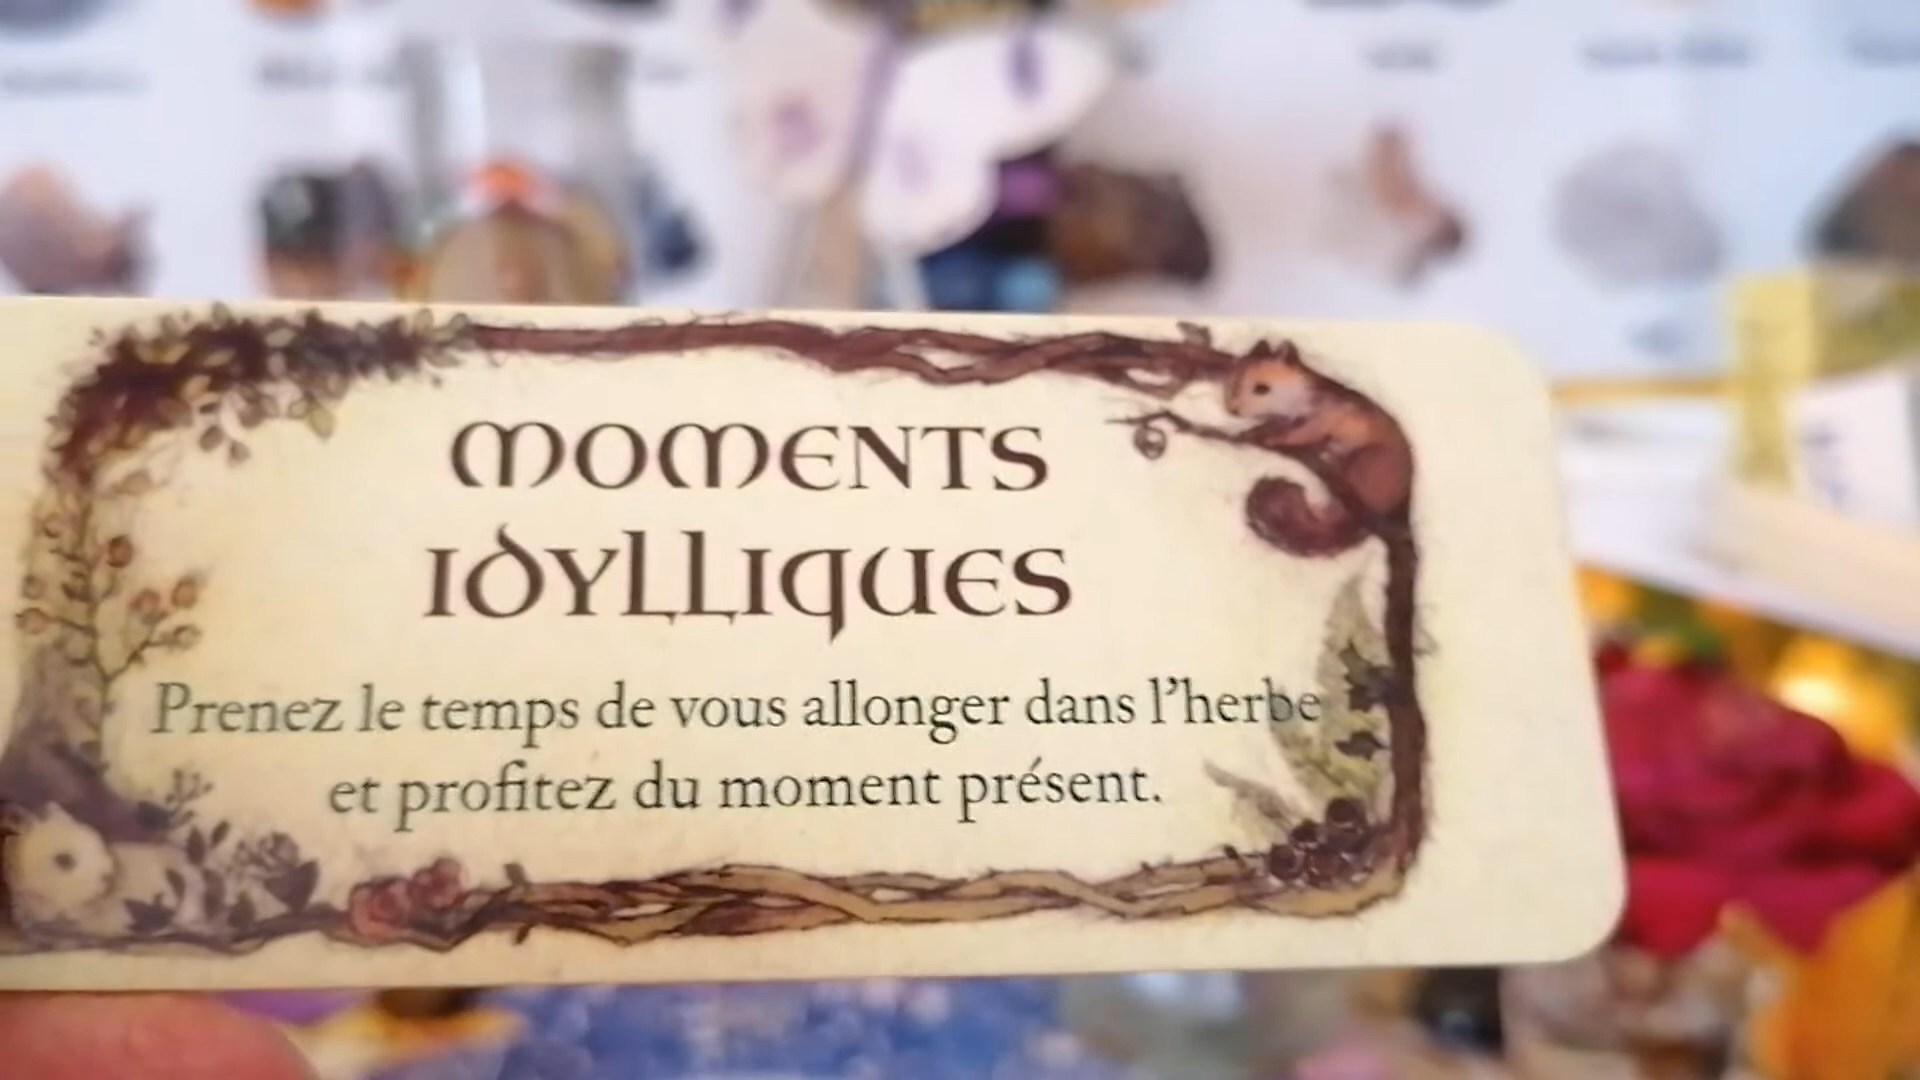 MOMENTS
IDYLLIQUES
Prenez le temps de vous allonger dans l’herbe
et profitez du moment présent.